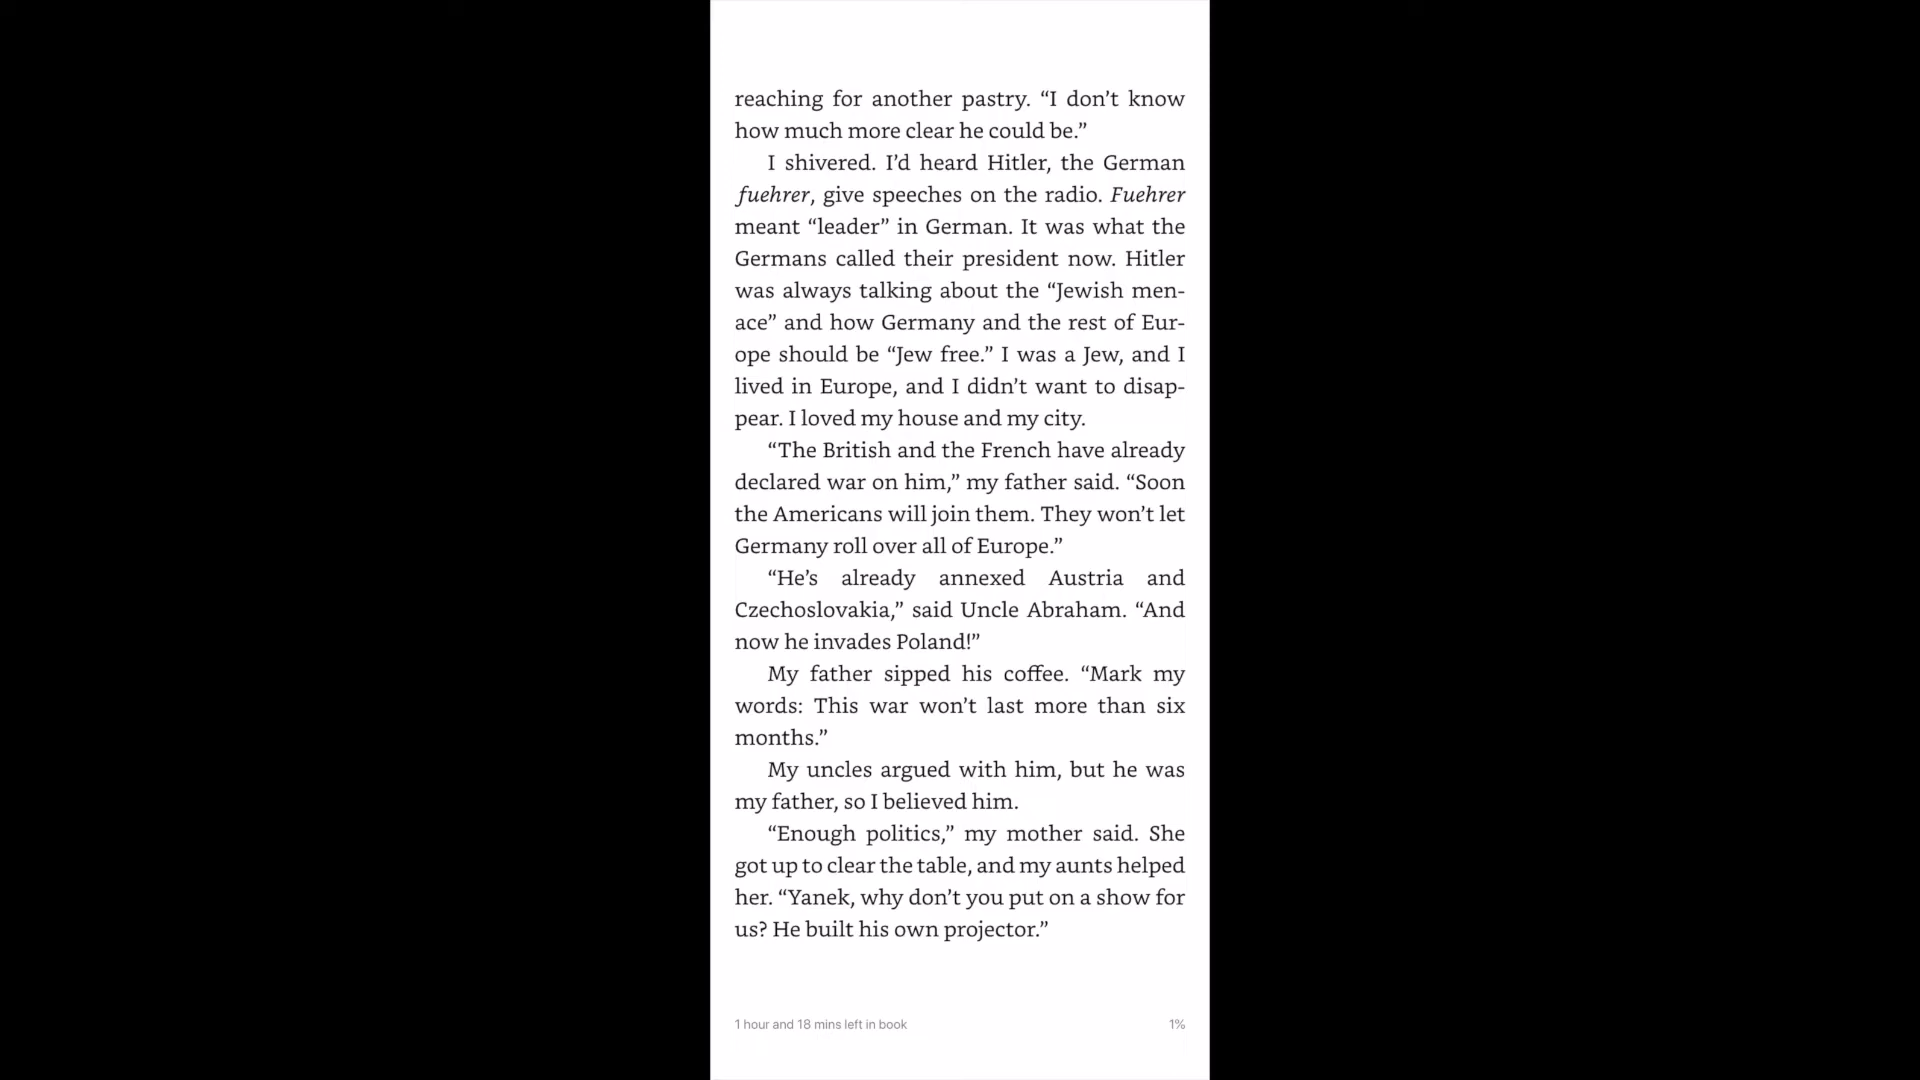 reaching for another pastry. “I don’t know
how much more clear he could be.”
I shivered. I’d heard Hitler, the German
fuehrer, give speeches on the radio. Fuehrer
meant “leader” in German. It was what the
Germans called their president now. Hitler
was always talking about the “Jewish men-
ace” and how Germany and the rest of Eur-
ope should be “Jew free.” I was a Jew, and I
lived in Europe, and I didn’t want to disap-
pear. I loved my house and my city.
“The British and the French have already
declared war on him,” my father said. “Soon
the Americans will join them. They won’t let
Germany roll over all of Europe.”
“He’s already annexed Austria and
Czechoslovakia,” said Uncle Abraham. “And
now he invades Poland!”
My father sipped his coffee. “Mark my
words: This war won’t last more than six
months.”
My uncles argued with him, but he was
my father, so I believed him.
“Enough politics,” my mother said. She
got up to clear the table, and my aunts helped
her. “Yanek, why don’t you put on a show for
us? He built his own projector.”
1 hour and 18 mins left in book
1%